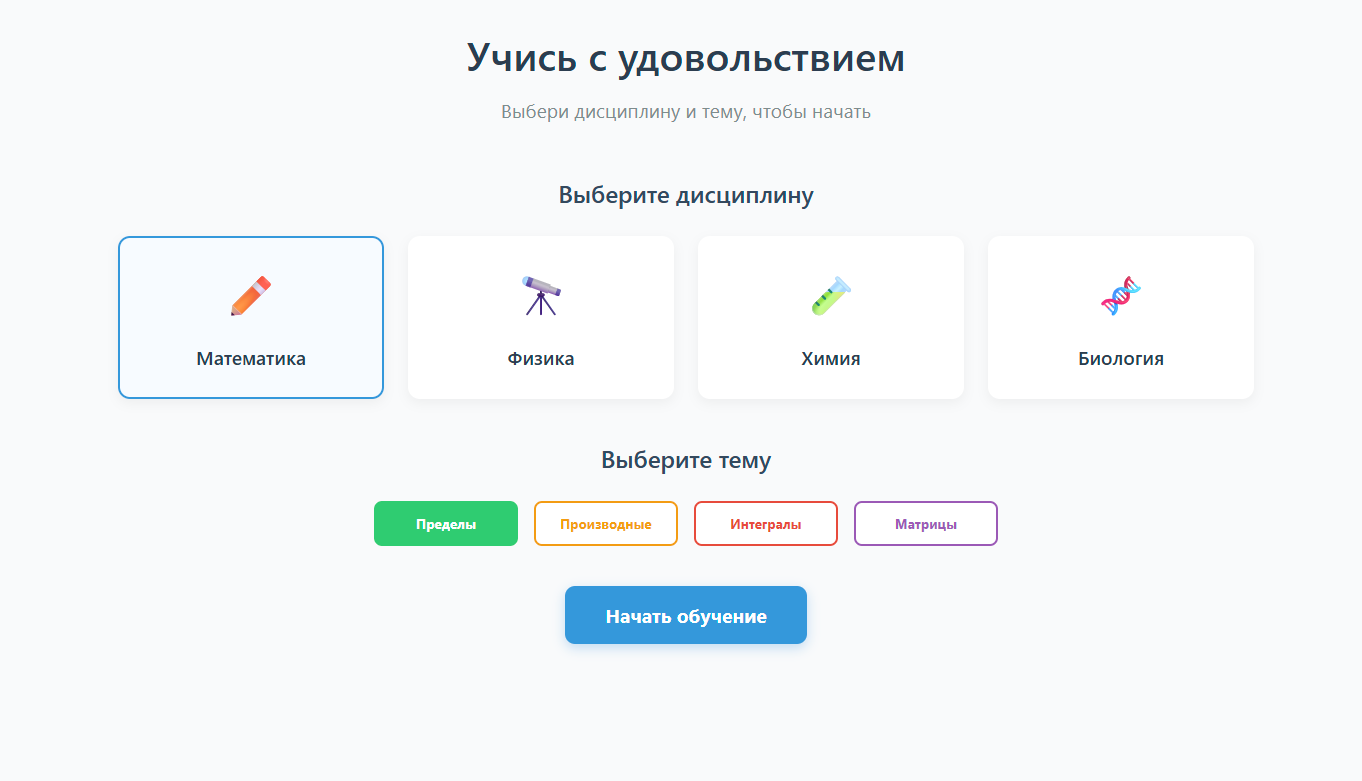 Учись с удовольствием
Выбери дисциплину и тему, чтобы начать
Выберите дисциплину
Математика
Физика
Химия
Биология
Выберите тему
Пределы
Производные
Интегралы
Матрицы
Начать обучение